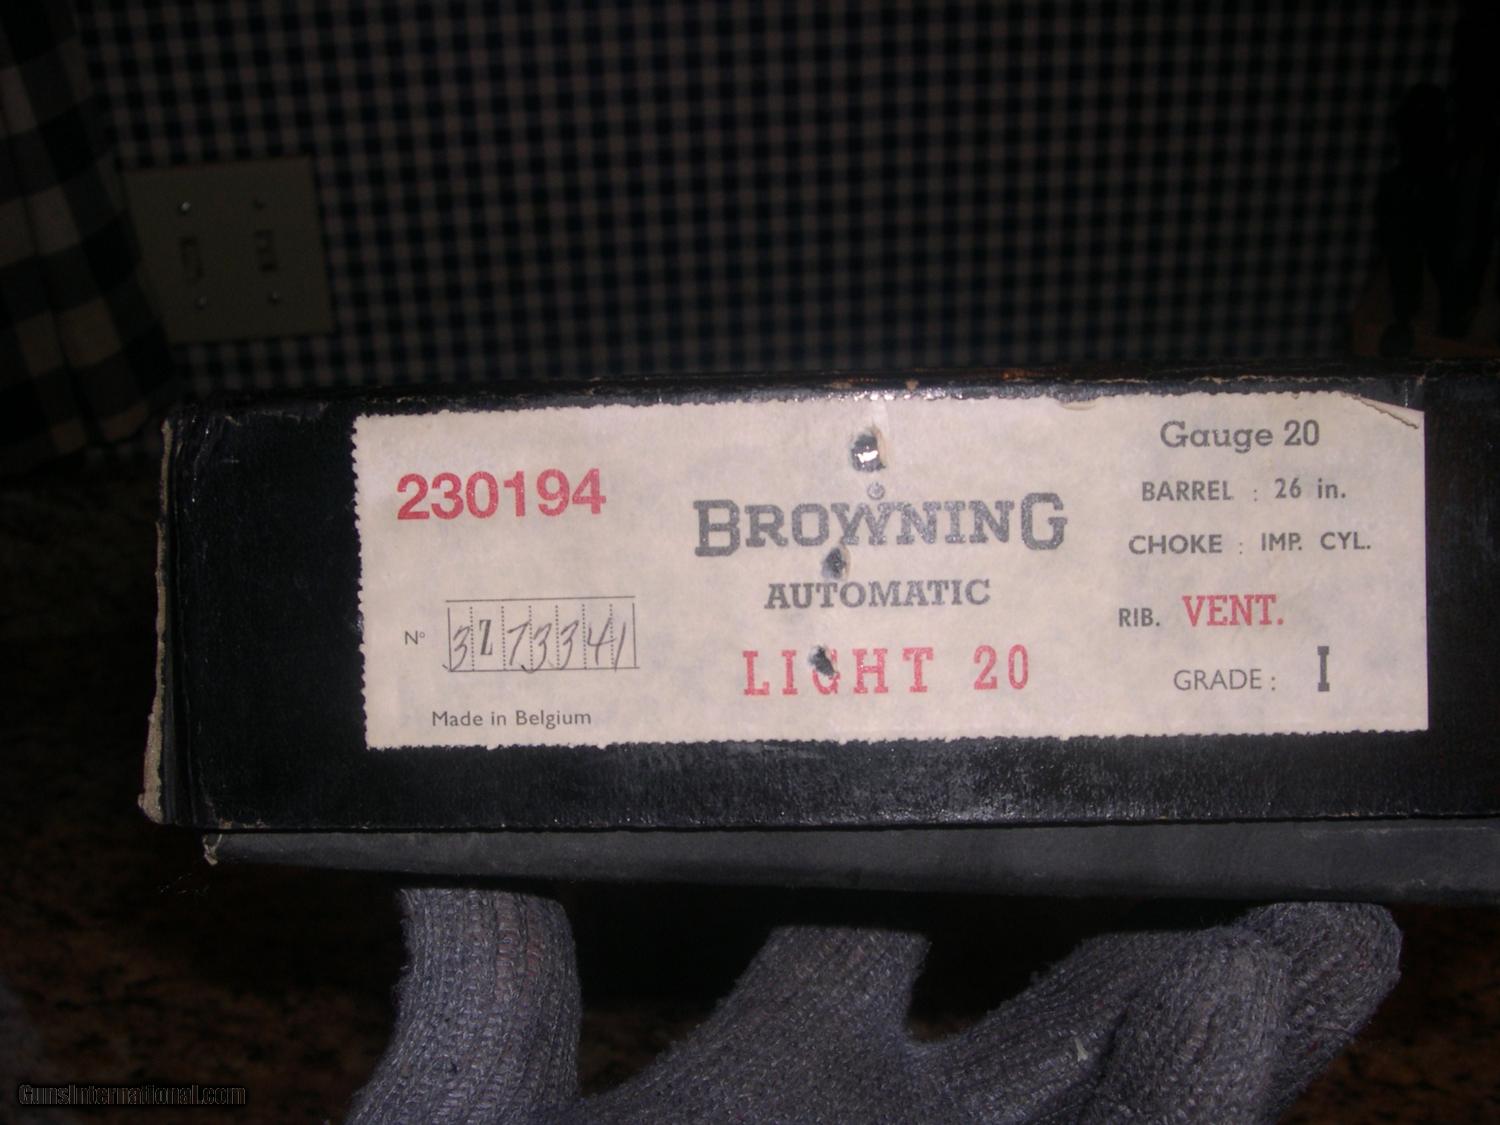 230194
BROWNING
AUTOMATIC
LIGHT 20
Gauge 20
BARREL : 26 in.
CHOKE : IMP. CYL.
RIB. VENT.
GRADE : I
N° 3Z73341
Made in Belgium
GunsInternational.com